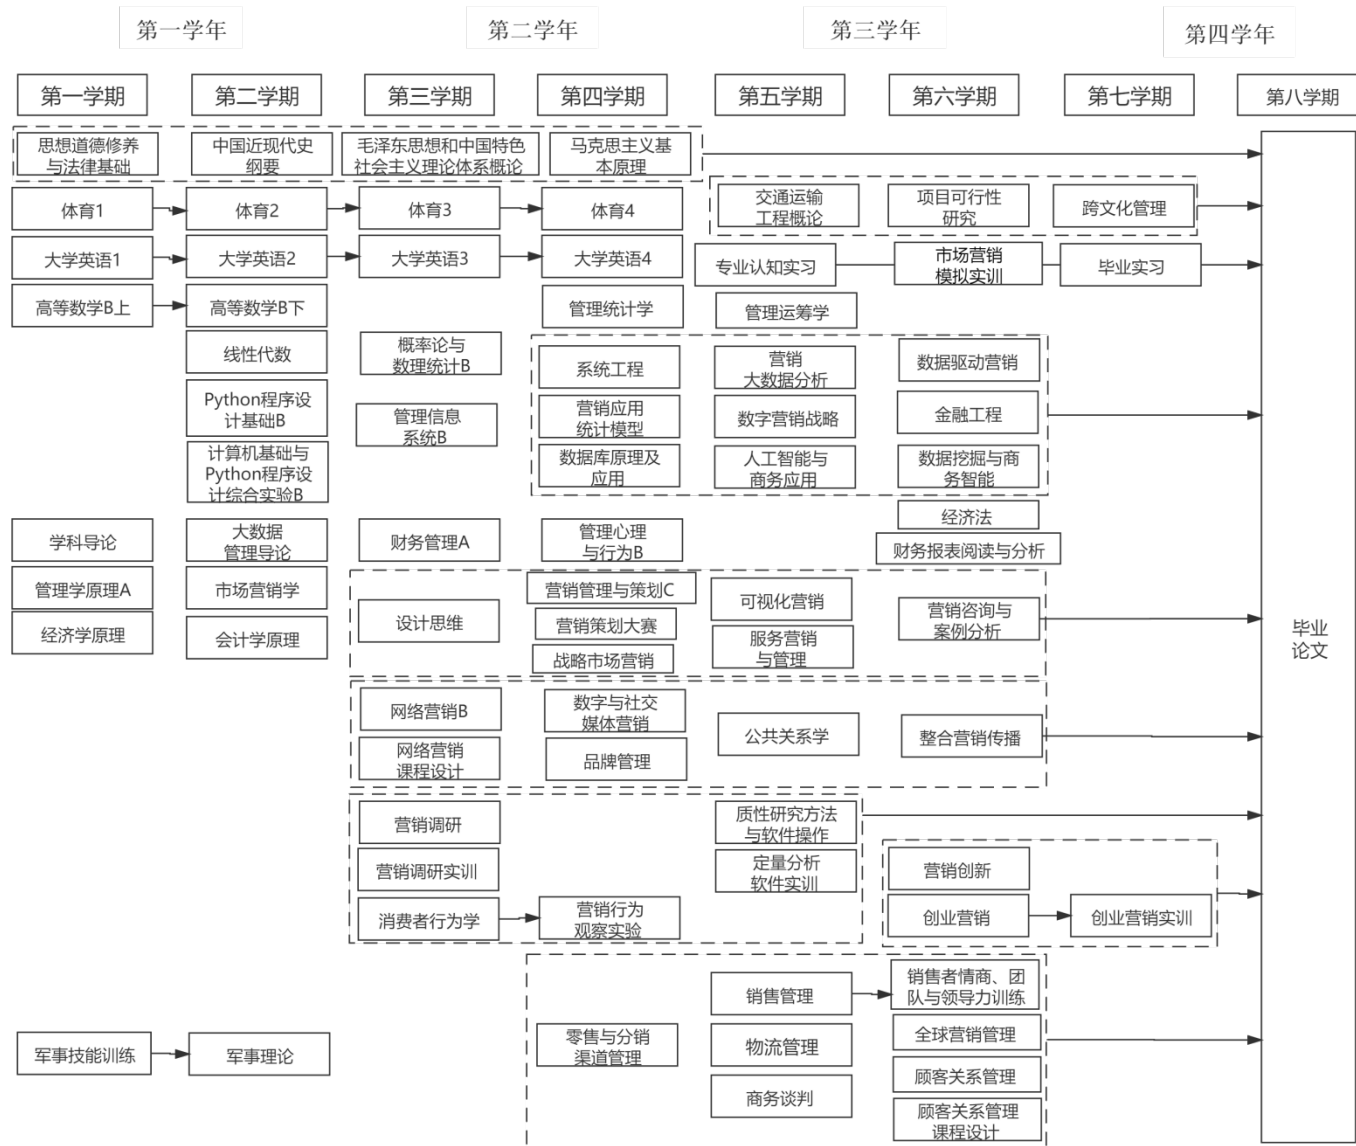 第一学年
第二学年
第三学年
第四学年
第一学期
第二学期
第三学期
第四学期
第五学期
第六学期
第七学期
第八学期
思想道德修养
与法律基础
中国近现代史
纲要
毛泽东思想和中国特色
社会主义理论体系概论
马克思主义基
本原理
交通运输
工程概论
项目可行性
研究
跨文化管理
体育1
体育2
体育3
体育4
大学英语1
大学英语2
大学英语3
大学英语4
专业认知实习
市场营销
模拟实训
毕业实习
高等数学B上
高等数学B下
管理统计学
管理运筹学
线性代数
概率论与
数理统计B
系统工程
营销
大数据分析
数据驱动营销
Python程序设
计基础B
管理信息
系统B
营销应用
统计模型
数字营销战略
金融工程
计算机基础与
Python程序设
计综合实验B
数据库原理及
应用
人工智能与
商务应用
数据挖掘与商
务智能
经济法
学科导论
大数据
管理导论
财务管理A
管理心理
与行为B
财务报表阅读与分析
管理学原理A
市场营销学
设计思维
营销管理与策划C
可视化营销
营销咨询与
案例分析
经济学原理
会计学原理
营销策划大赛
服务营销
与管理
战略市场营销
毕业
论文
网络营销B
数字与社交
媒体营销
公共关系学
整合营销传播
网络营销
课程设计
品牌管理
营销调研
质性研究方法
与软件操作
营销调研实训
定量分析
软件实训
营销创新
消费者行为学
营销行为
观察实验
创业营销
创业营销实训
销售管理
销售者情商、团
队与领导力训练
军事技能训练
军事理论
零售与分销
渠道管理
物流管理
全球营销管理
顾客关系管理
商务谈判
顾客关系管理
课程设计